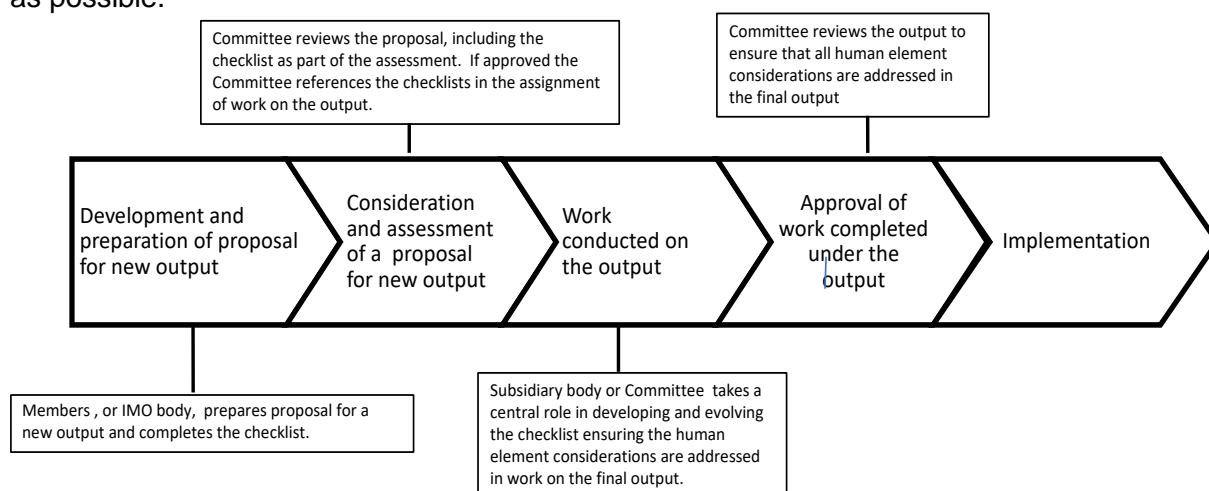 as possible.
Committee reviews the proposal, including the
checklist as part of the assessment. If approved the
Committee references the checklists in the assignment
of work on the output.
Committee reviews the output to
ensure that all human element
considerations are addressed in
the final output
Development and
preparation of proposal
for new output
Consideration
and assessment
of a proposal
for new output
Work
conducted on
the output
Approval of
work completed
under the
output
Implementation
Members , or IMO body, prepares proposal for a
new output and completes the checklist.
Subsidiary body or Committee takes a
central role in developing and evolving
the checklist ensuring the human
element considerations are addressed
in work on the final output.